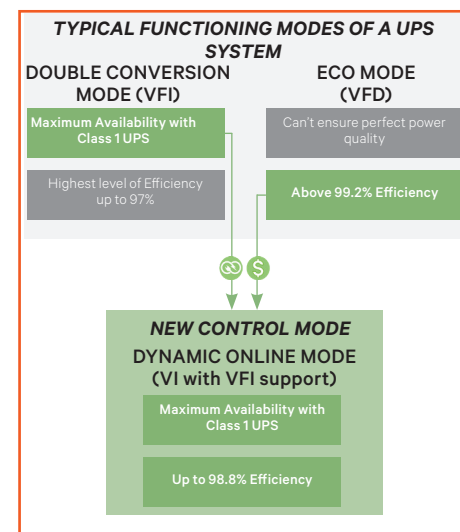 TYPICAL FUNCTIONING MODES OF A UPS
SYSTEM
DOUBLE CONVERSION
MODE (VFI)
Maximum Availability with
Class 1 UPS
Highest level of Efficiency
up to 97%
ECO MODE
(VFD)
Can't ensure perfect power
quality
Above 99.2% Efficiency
$
NEW CONTROL MODE
DYNAMIC ONLINE MODE
(VI with VFI support)
Maximum Availability with
Class 1 UPS
Up to 98.8% Efficiency